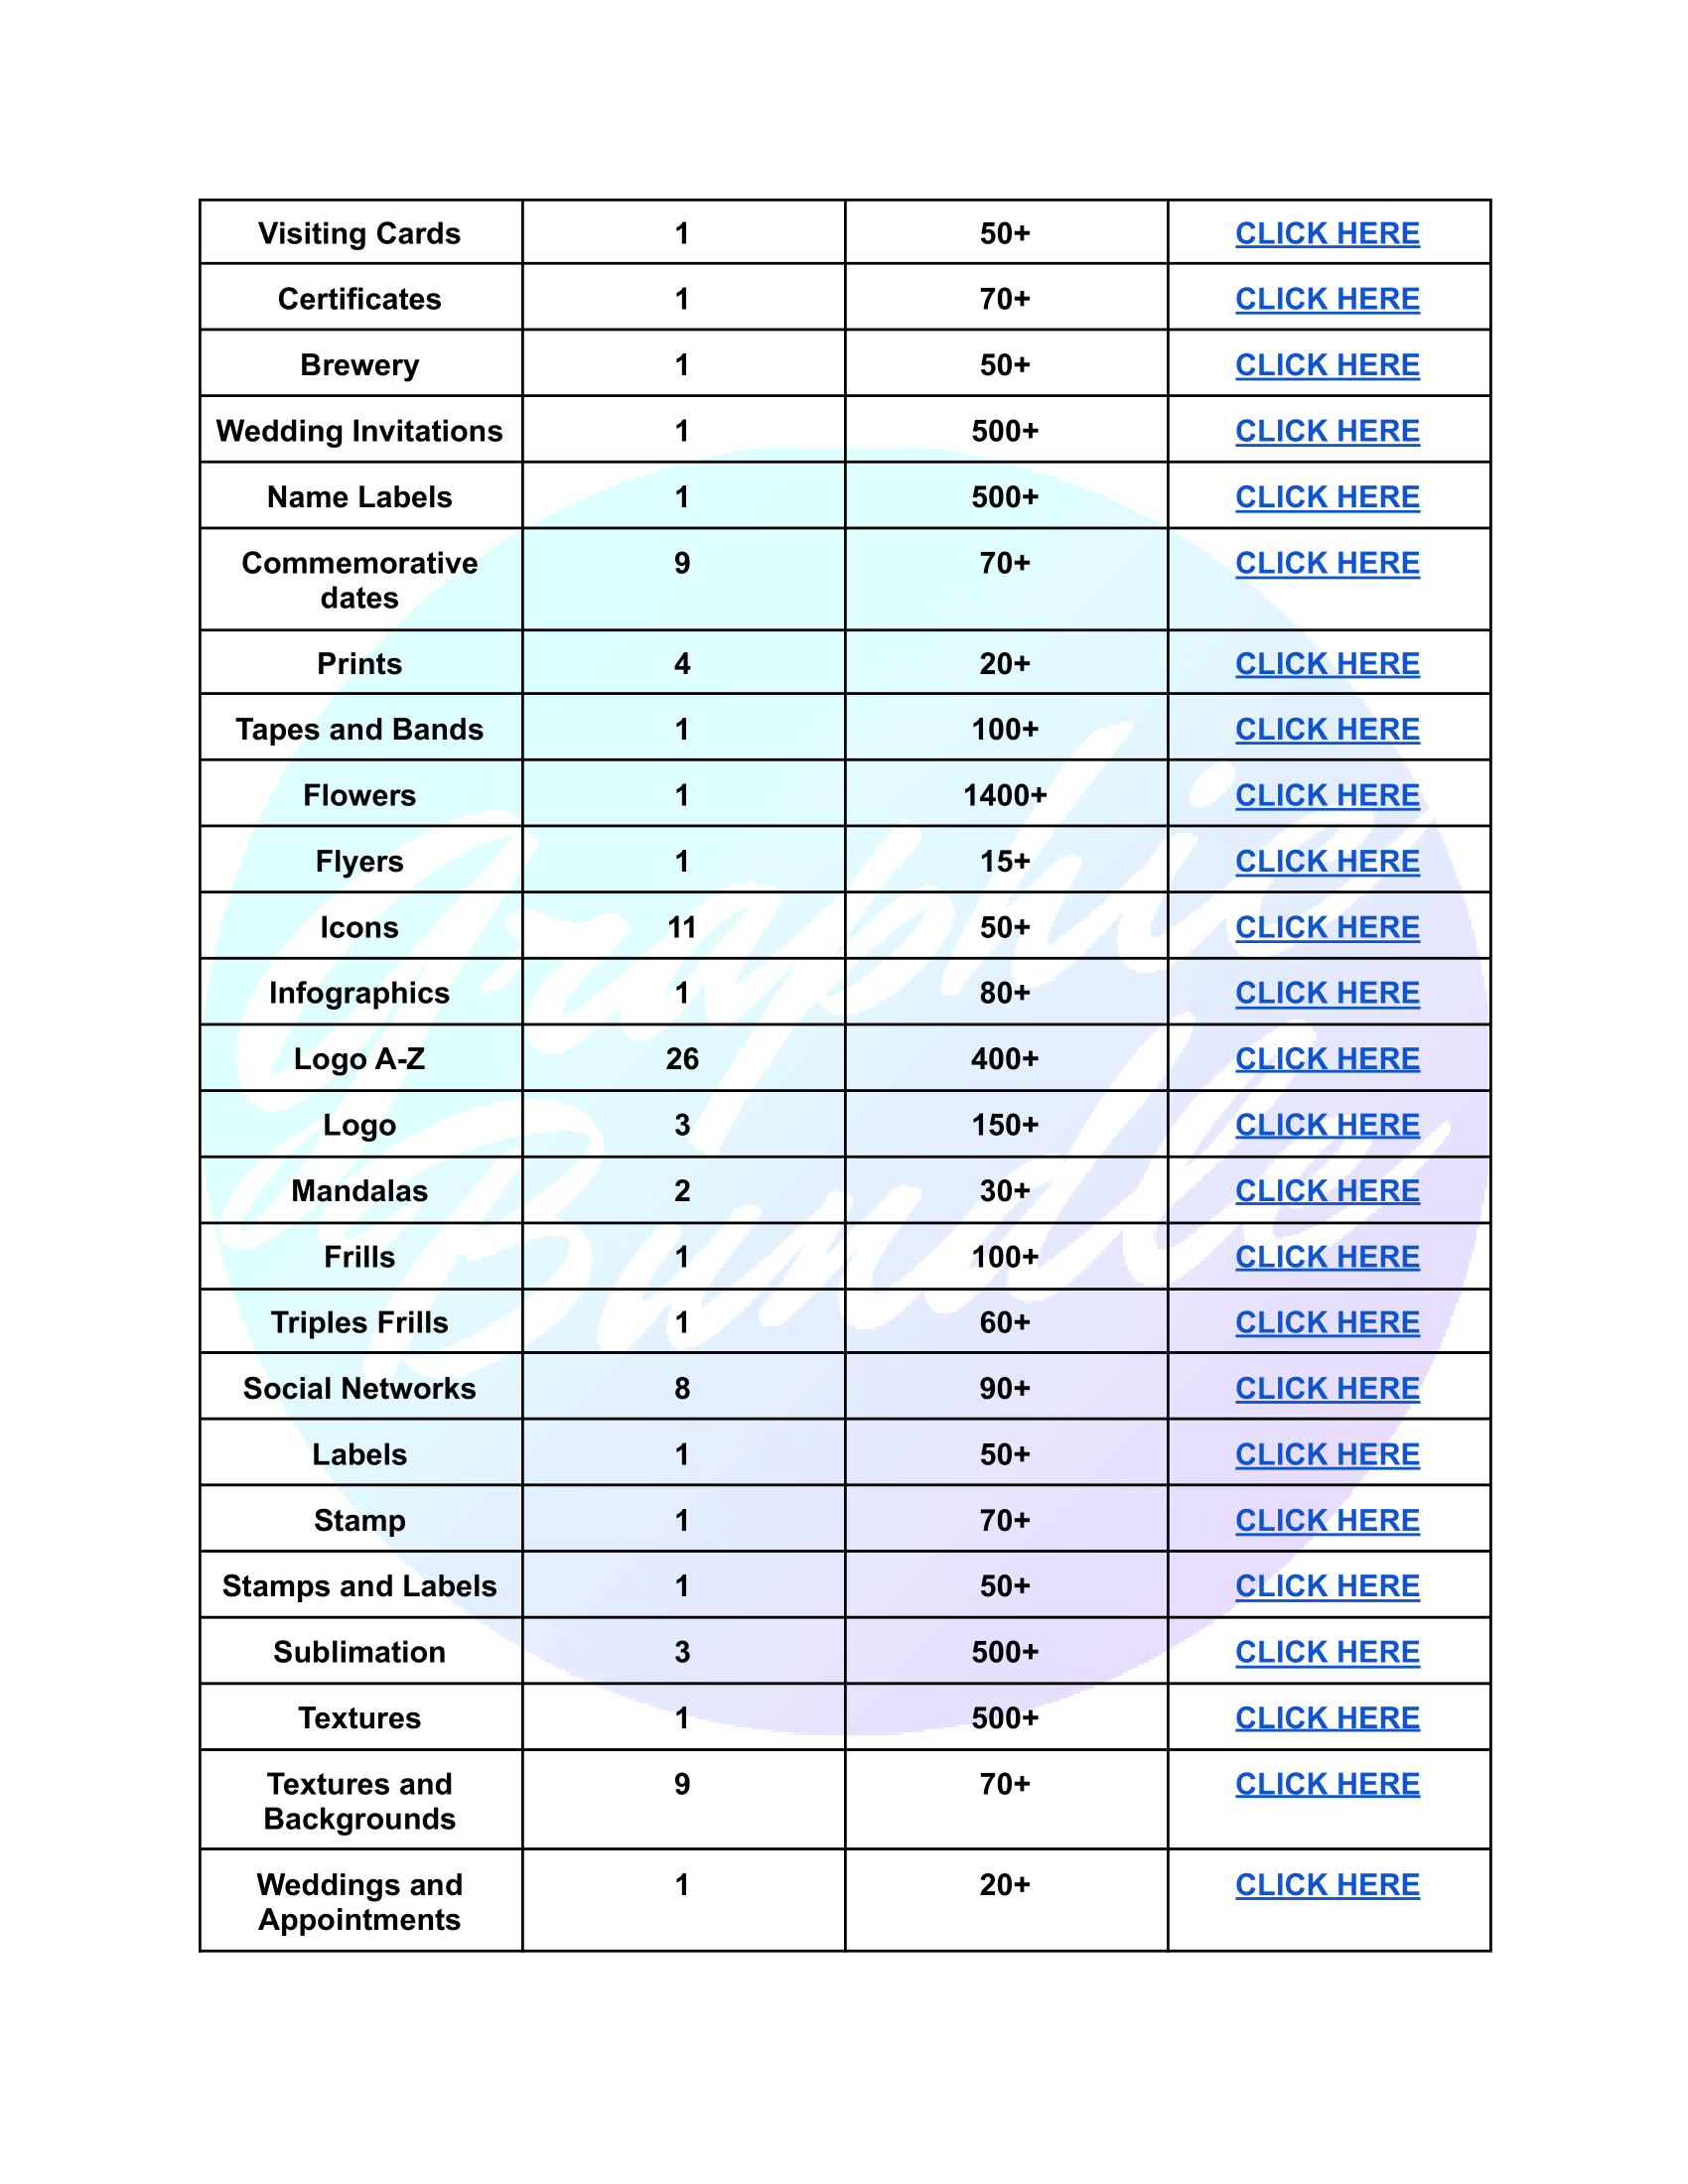 Visiting Cards 1 50+ CLICK HERE
Certificates 1 70+ CLICK HERE
Brewery 1 50+ CLICK HERE
Wedding Invitations 1 500+ CLICK HERE
Name Labels 1 500+ CLICK HERE
Commemorative 9 70+ CLICK HERE
dates
Prints 4 20+ CLICK HERE
Tapes and Bands 1 100+ CLICK HERE
Flowers 1 1400+ CLICK HERE
Flyers 1 15+ CLICK HERE
Icons 11 50+ CLICK HERE
Infographics 1 80+ CLICK HERE
Logo A-Z 26 400+ CLICK HERE
Logo 3 150+ CLICK HERE
Mandalas 2 30+ CLICK HERE
Frills 1 100+ CLICK HERE
Triples Frills 1 60+ CLICK HERE
Social Networks 8 90+ CLICK HERE
Labels 1 50+ CLICK HERE
Stamp 1 70+ CLICK HERE
Stamps and Labels 1 50+ CLICK HERE
Sublimation 3 500+ CLICK HERE
Textures 1 500+ CLICK HERE
Textures and 9 70+ CLICK HERE
Backgrounds
Weddings and 1 20+ CLICK HERE
Appointments
Graphic
Bundle